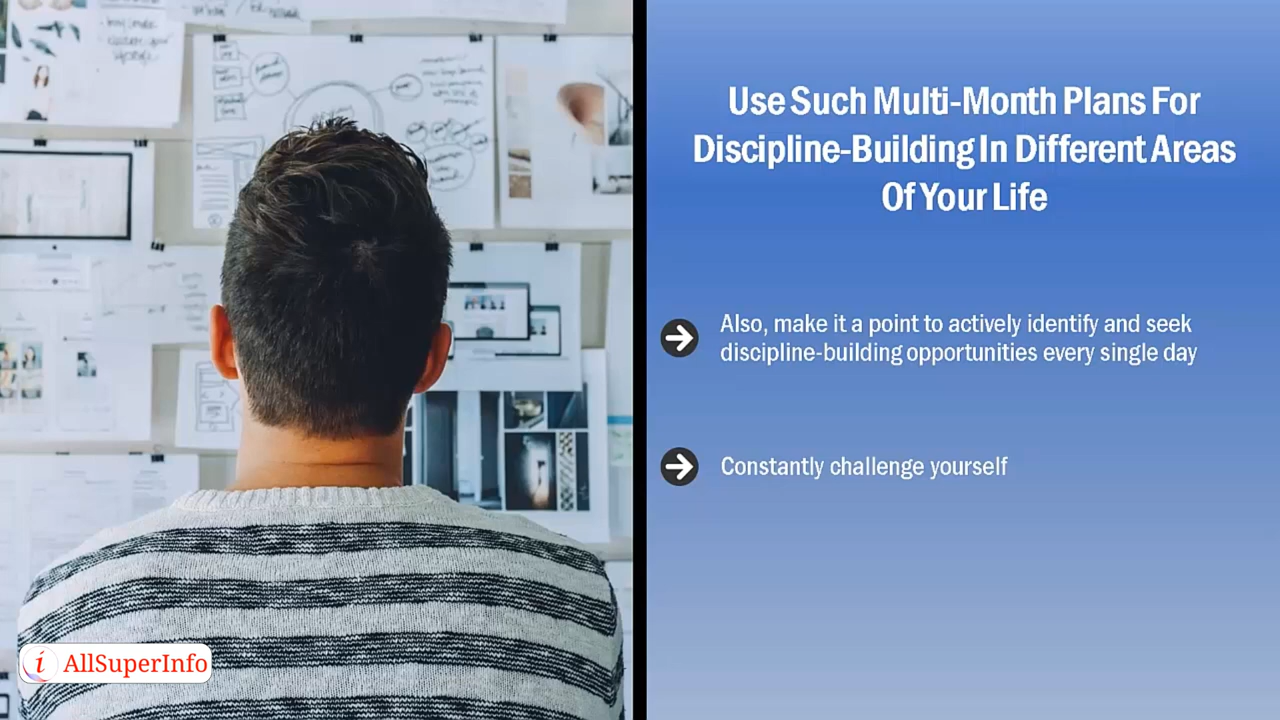 Use Such Multi-Month Plans For
Discipline-Building In Different Areas
Of Your Life
Also, make it a point to actively identify and seek
discipline-building opportunities every single day
Constantly challenge yourself
i AllSuperInfo